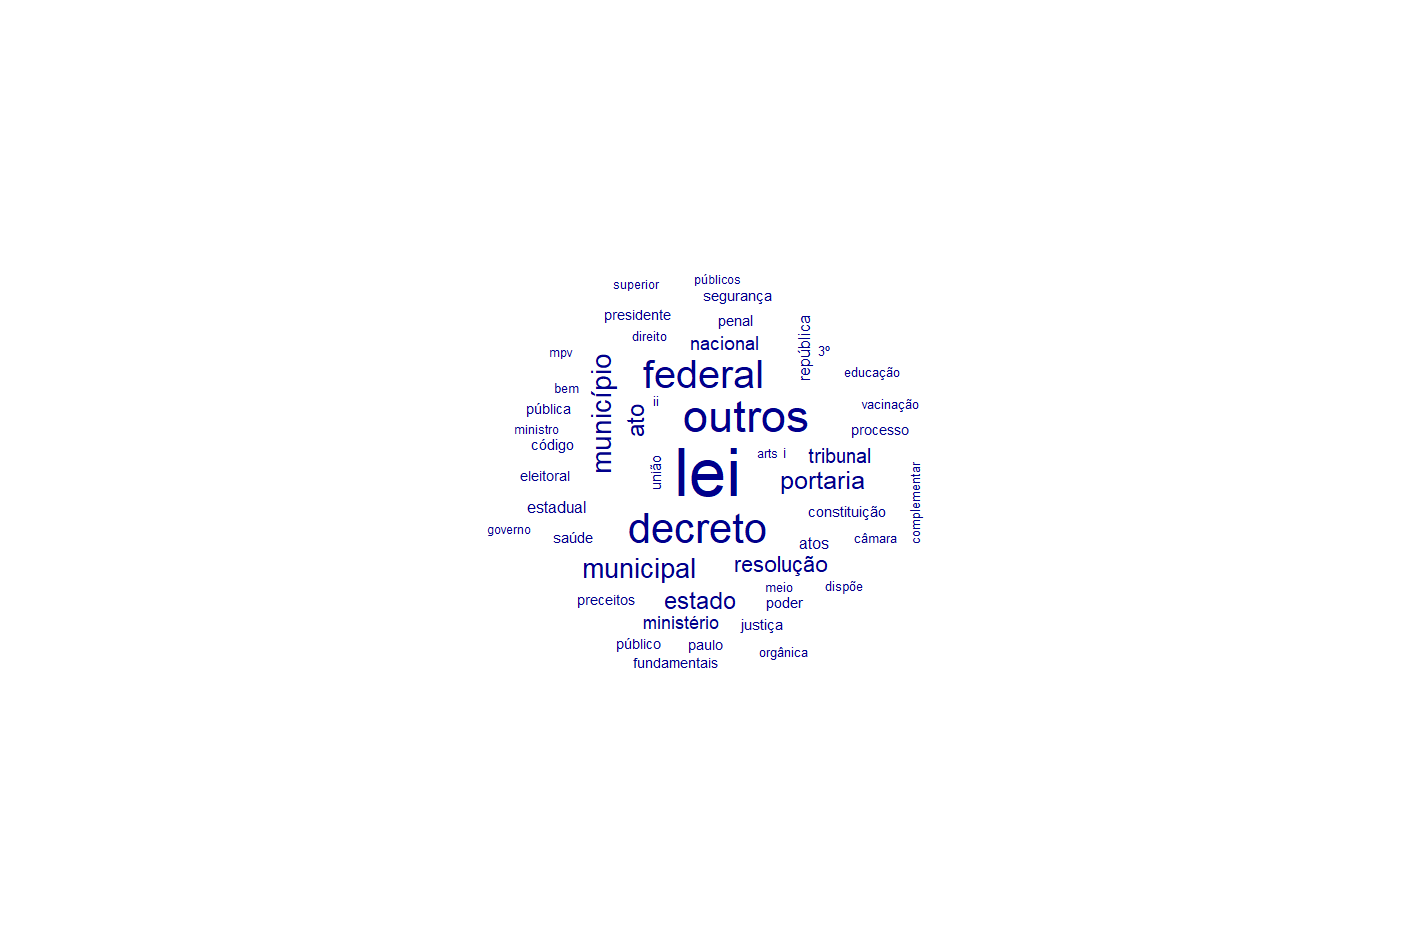 públicos
superior
segurança
presidente
penal
república
direito
nacional
3º
mpv
município
federal
educação
bem
ii
vacinação
pública
ato
outros
ministro
processo
código
lei
arts
i
tribunal
união
eleitoral
portaria
complementar
estadual
constituição
governo
decreto
saúde
atos
câmara
municipal
resolução
meio
dispõe
preceitos
estado
poder
ministério
justiça
público
paulo
orgânica
fundamentais